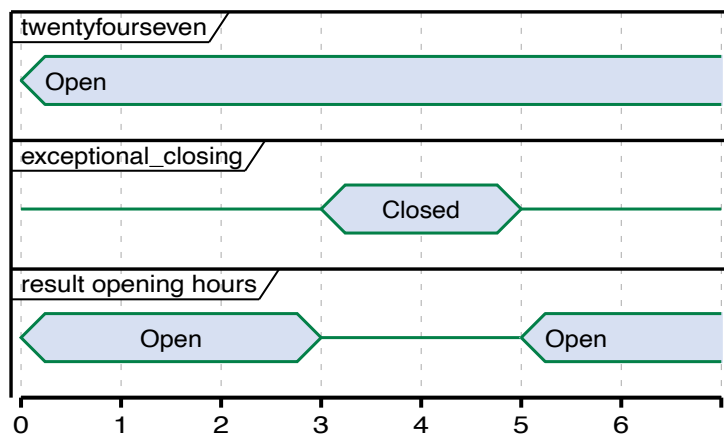 twentyfourseven
Open
exceptional_closing
Closed
result opening hours
Open Open
0 1 2 3 4 5 6